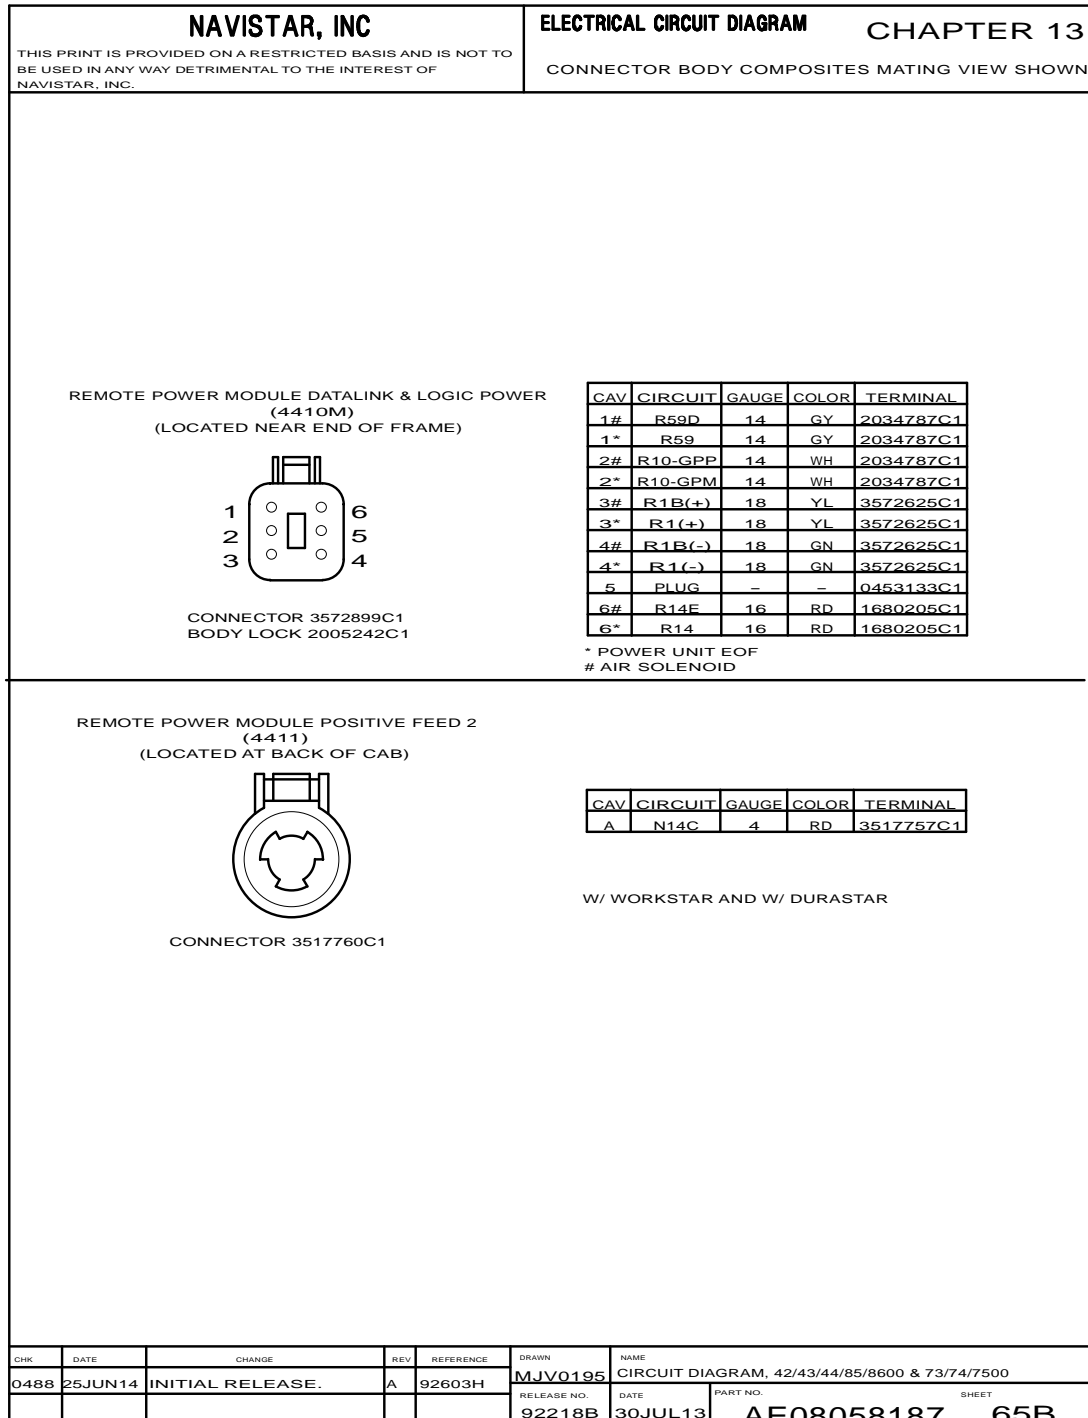 NAVISTAR, INC
THIS PRINT IS PROVIDED ON A RESTRICTED BASIS AND IS NOT TO
BE USED IN ANY WAY DETRIMENTAL TO THE INTEREST OF
NAVISTAR, INC.
ELECTRICAL CIRCUIT DIAGRAM CHAPTER 13
CONNECTOR BODY COMPOSITES MATING VIEW SHOWN
REMOTE POWER MODULE DATALINK & LOGIC POWER
(4410M)
(LOCATED NEAR END OF FRAME)
1 6
2 5
3 4
CONNECTOR 3572899C1
BODY LOCK 2005242C1
CAV CIRCUIT GAUGE COLOR TERMINAL
1# R59D 14 GY 2034787C1
1* R59 14 GY 2034787C1
2# R10-GPP 14 WH 2034787C1
2* R10-GPM 14 WH 2034787C1
3# R1B(+) 18 YL 3572625C1
3* R1(+) 18 YL 3572625C1
4# R1B(-) 18 GN 3572625C1
4* R1(-) 18 GN 3572625C1
5 PLUG – – 0453133C1
6# R14E 16 RD 1680205C1
6* R14 16 RD 1680205C1
* POWER UNIT EOF
# AIR SOLENOID
REMOTE POWER MODULE POSITIVE FEED 2
(4411)
(LOCATED AT BACK OF CAB)
CONNECTOR 3517760C1
CAV CIRCUIT GAUGE COLOR TERMINAL
A N14C 4 RD 3517757C1
W/ WORKSTAR AND W/ DURASTAR
CHK DATE CHANGE REV REFERENCE
0488 25JUN14 INITIAL RELEASE. A 92603H
DRAWN NAME
MJV0195 CIRCUIT DIAGRAM, 42/43/44/85/8600 & 73/74/7500
RELEASE NO. DATE PART NO. SHEET
92218B 30JUL13 AE08058187 65B